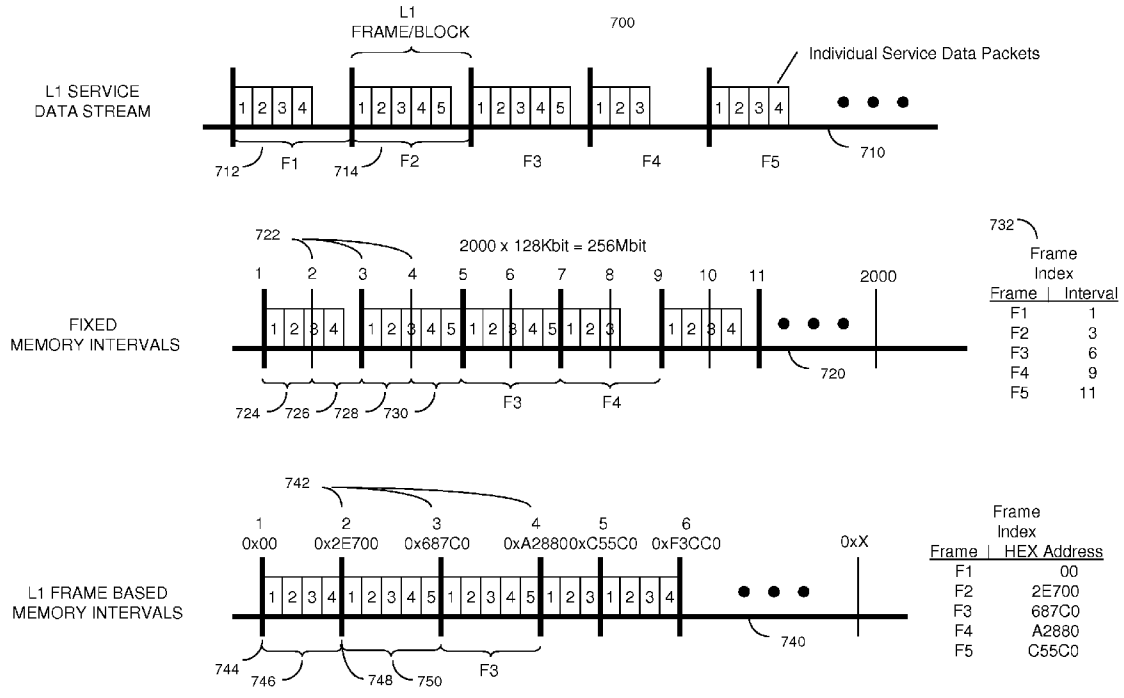 700
L1
FRAME/BLOCK
Individual Service Data Packets
L1 SERVICE
DATA STREAM
1 2 3 4 1 2 3 4 5 1 2 3 4 5 1 2 3 1 2 3 4
712 F1 714 F2 F3 F4 F5 710
722 2000 x 128Kbit = 256Mbit
1 2 3 4 5 6 7 8 9 10 11 2000
FIXED
MEMORY INTERVALS
1 2 3 4 1 2 3 4 5 1 2 3 4 5 1 2 3 1 2 3 4
724 726 728 730 F3 F4 720
732
Frame
Index
Frame | Interval
F1 1
F2 3
F3 6
F4 9
F5 11
742
1 2 3 4 5 6
0x00 0x2E700 0x687C0 0xA2880 0xC55C0 0xF3CC0 0xX
L1 FRAME BASED
MEMORY INTERVALS
1 2 3 4 1 2 3 4 5 1 2 3 4 5 1 2 3 1 2 3 4
744 746 748 750 F3 740
Frame
Index
Frame | HEX Address
F1 00
F2 2E700
F3 687C0
F4 A2880
F5 C55C0